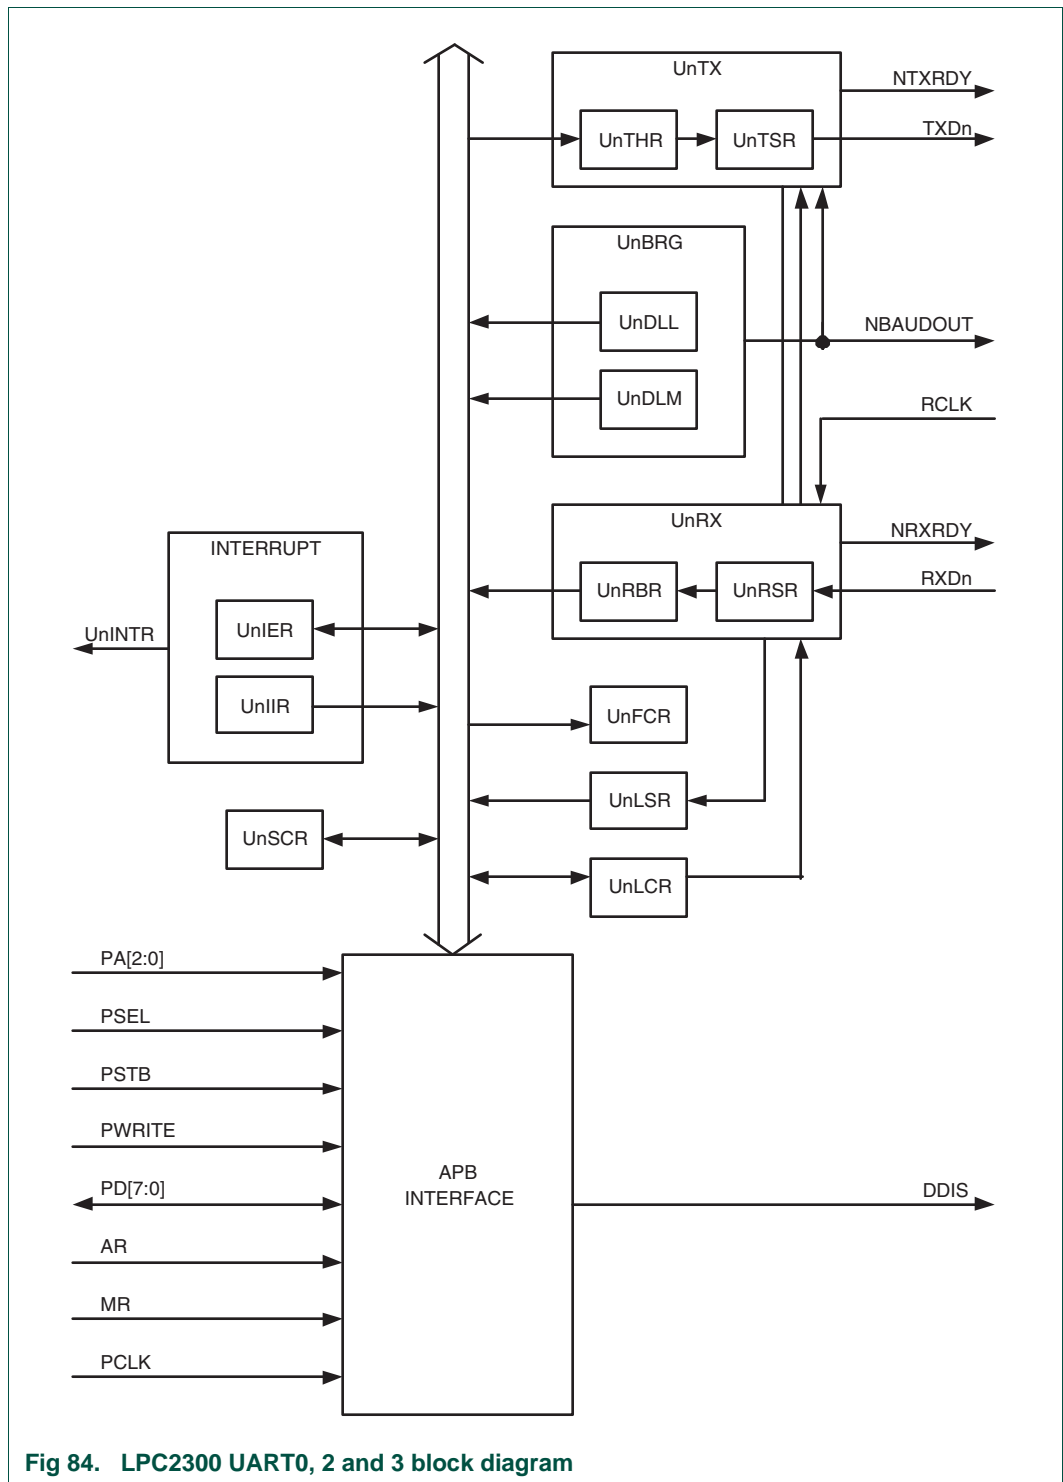 UnTX
NTXRDY
UnTHR
UnTSR
TXDn
UnBRG
UnDLL
NBAUDOUT
UnDLM
RCLK
UnRX
NRXRDY
INTERRUPT
UnRBR
UnRSR
RXDn
UnINTR
UnIER
UnIIR
UnFCR
UnLSR
UnSCR
UnLCR
PA[2:0]
PSEL
PSTB
PWRITE
APB
INTERFACE
PD[7:0]
DDIS
AR
MR
PCLK
Fig 84. LPC2300 UART0, 2 and 3 block diagram